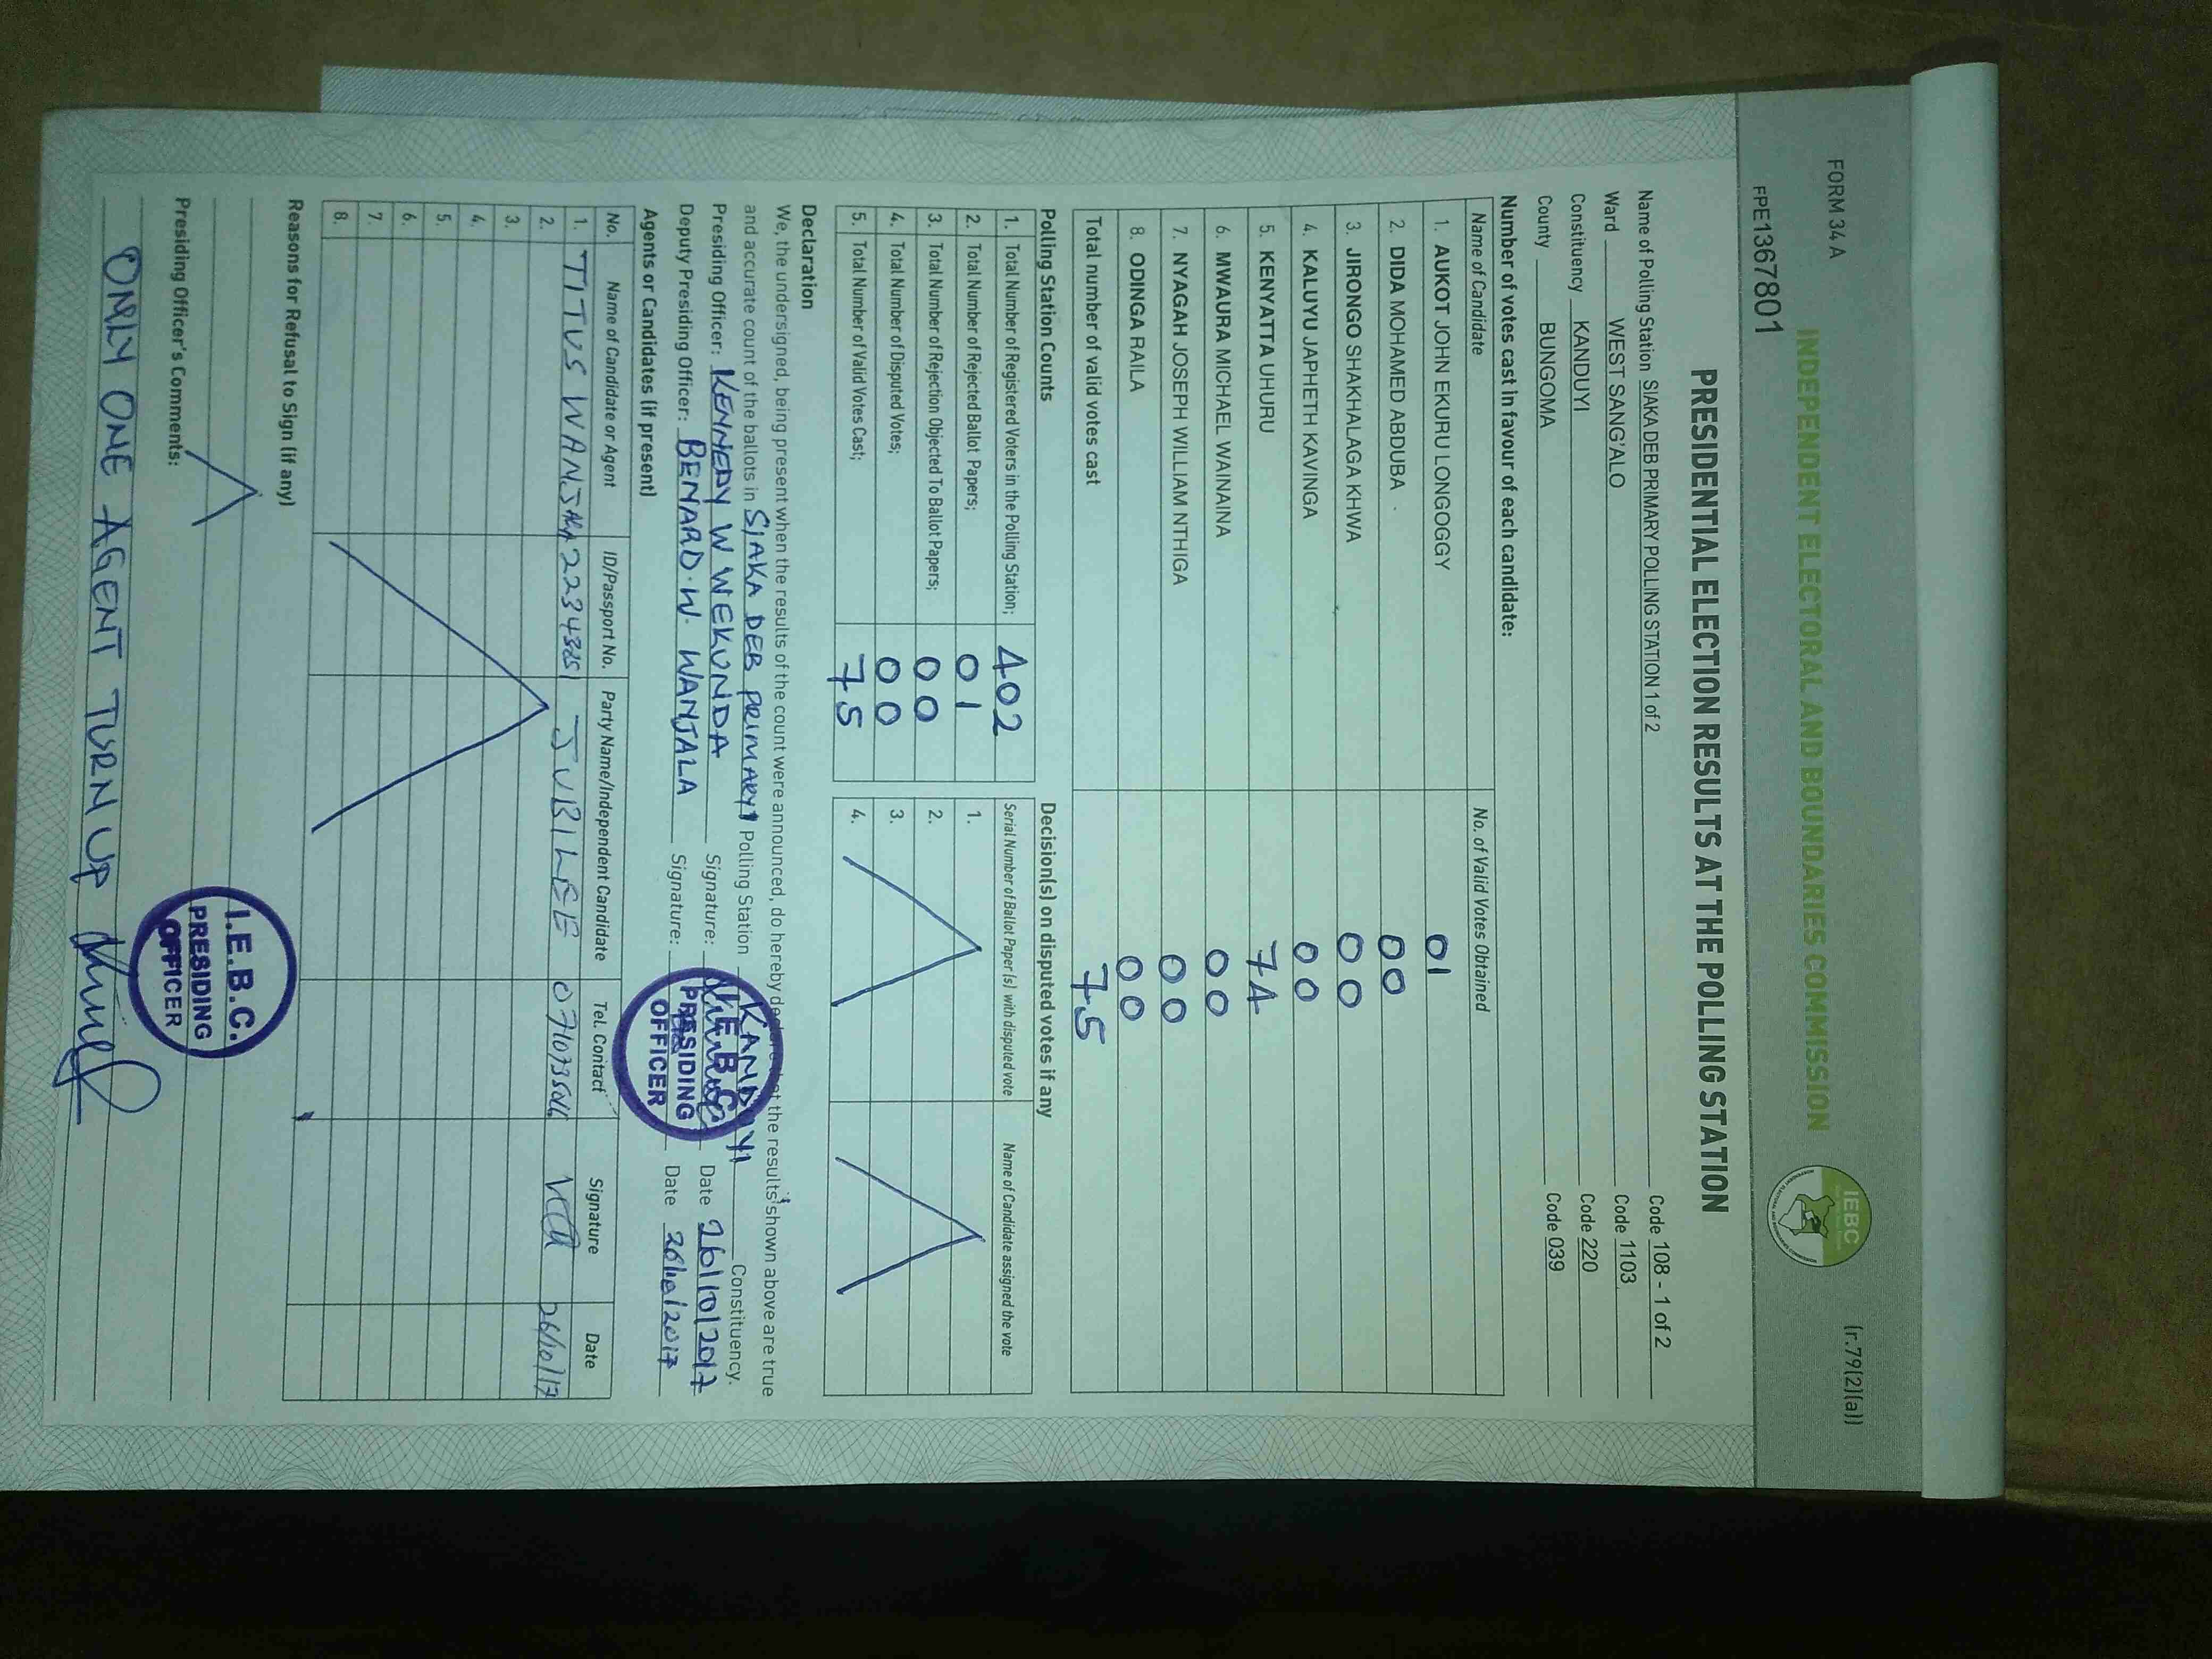 FORM 34 A
(r.79(2)(a))
INDEPENDENT ELECTORAL AND BOUNDARIES COMMISSION
IEBC
FPE1367801
PRESIDENTIAL ELECTION RESULTS AT THE POLLING STATION
Name of Polling Station SIAKA DEB PRIMARY POLLING STATION 1 of 2 Code 108 - 1 of 2
Ward WEST SANG'ALO Code 1103
Constituency KANDUYI Code 220
County BUNGOMA Code 039
Number of votes cast in favour of each candidate:
Name of Candidate No. of Valid Votes Obtained
1. AUKOT JOHN EKURU LONGOGGY 01
2. DIDA MOHAMED ABDUBA 00
3. JIRONGO SHAKHALAGA KHWA 00
4. KALUYU JAPHETH KAVINGA 00
5. KENYATTA UHURU 74
6. MWAURA MICHAEL WAINAINA 00
7. NYAGAH JOSEPH WILLIAM NTHIGA 00
8. ODINGA RAILA 00
Total number of valid votes cast 75
Polling Station Counts
1. Total Number of Registered Voters in the Polling Station; 402
2. Total Number of Rejected Ballot Papers; 01
3. Total Number of Rejection Objected To Ballot Papers; 00
4. Total Number of Disputed Votes; 00
5. Total Number of Valid Votes Cast; 75
Decision(s) on disputed votes if any
Serial Number of Ballot Paper (s) with disputed vote Name of Candidate assigned the vote
1.
2.
3.
4.
Declaration
We, the undersigned, being present when the results of the count were announced, do hereby declare that the results shown above are true
and accurate count of the ballots in SIAKA DEB PRIMARY Polling Station KANDUYI Constituency.
Presiding Officer: KENNEDY W WEKUNDA Signature: Date 26/10/2017
Deputy Presiding Officer: BENARD.W. WANJALA Signature: Date 26/10/2017
I.E.B.C.
PRESIDING
OFFICER
Agents or Candidates (if present)
No. Name of Candidate or Agent ID/Passport No. Party Name/Independent Candidate Tel. Contact Signature Date
1. TITUS WANJALA JUBILEE 26/10/17
2.
3.
4.
5.
6.
7.
8.
Reasons for Refusal to Sign (if any)
I.E.B.C.
PRESIDING
OFFICER
Presiding Officer's Comments:
ONLY ONE AGENT TURN UP